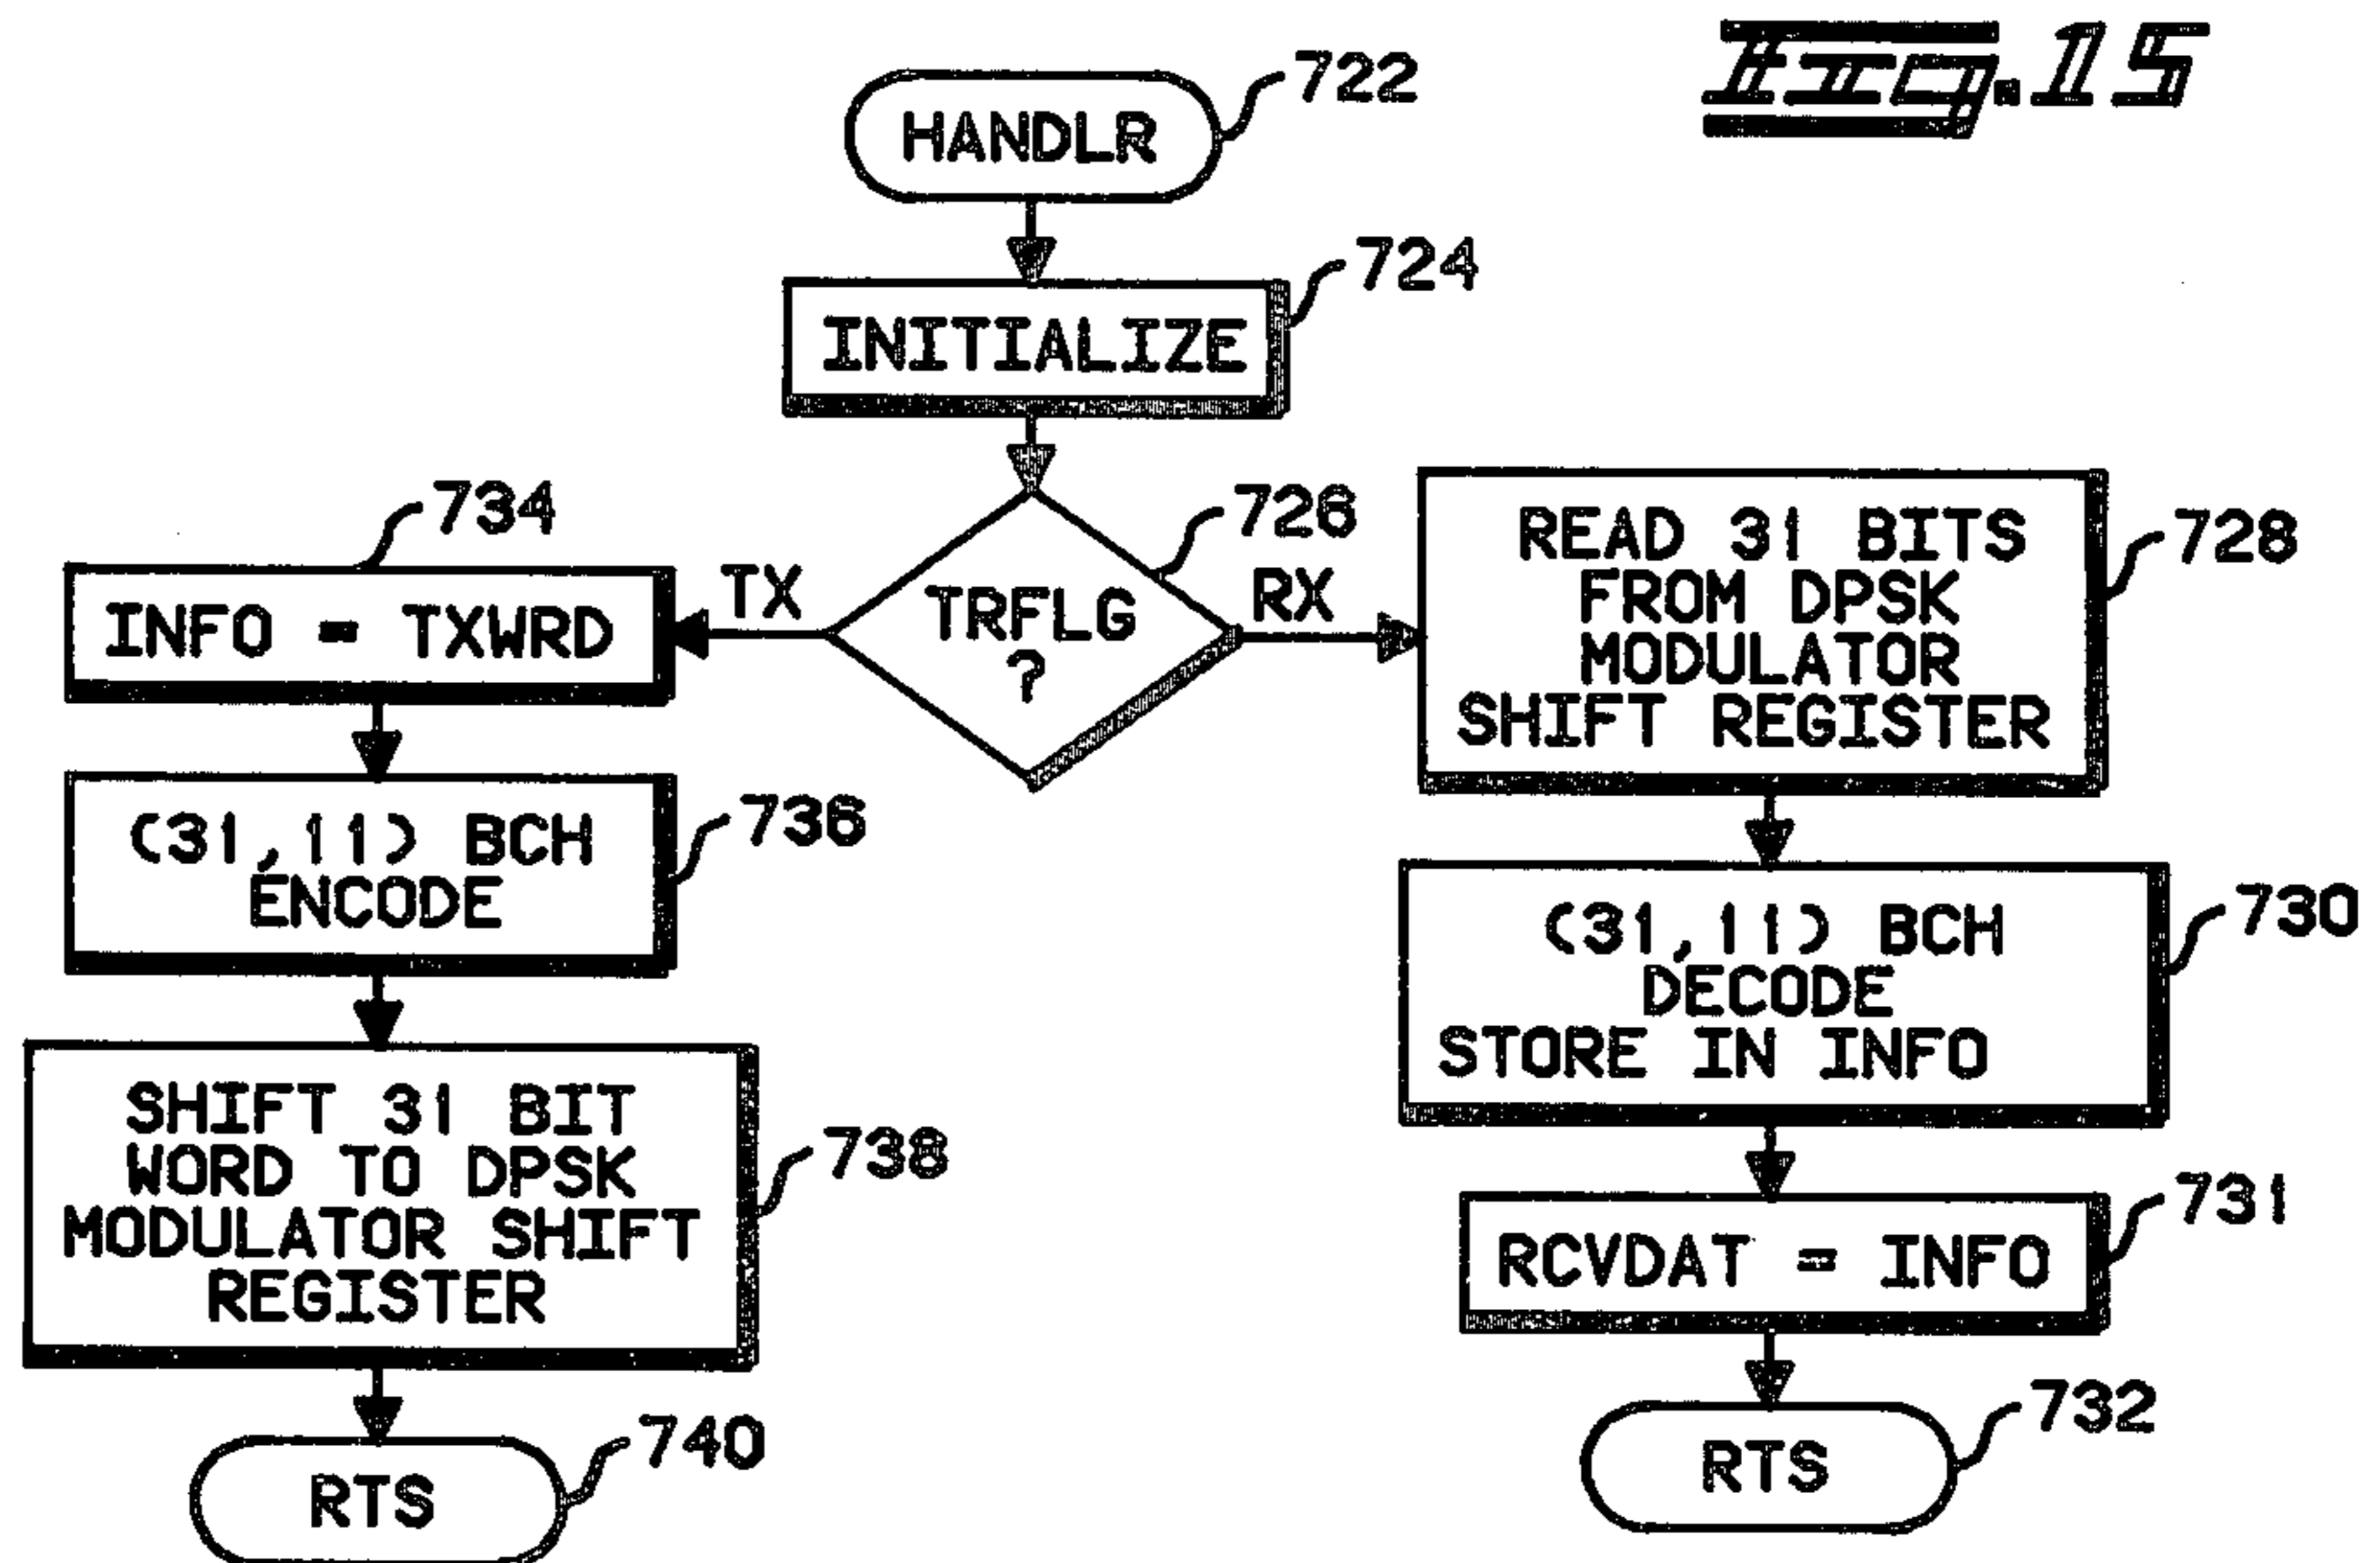 Fig. 15
722
HANDLR
724
INITIALIZE
726
TRFLG
?
TX
RX
734
INFO = TXWRD
736
(31,11) BCH
ENCODE
738
SHIFT 31 BIT
WORD TO DPSK
MODULATOR SHIFT
REGISTER
740
RTS
728
READ 31 BITS
FROM DPSK
MODULATOR
SHIFT REGISTER
730
(31,11) BCH
DECODE
STORE IN INFO
731
RCVDAT = INFO
732
RTS